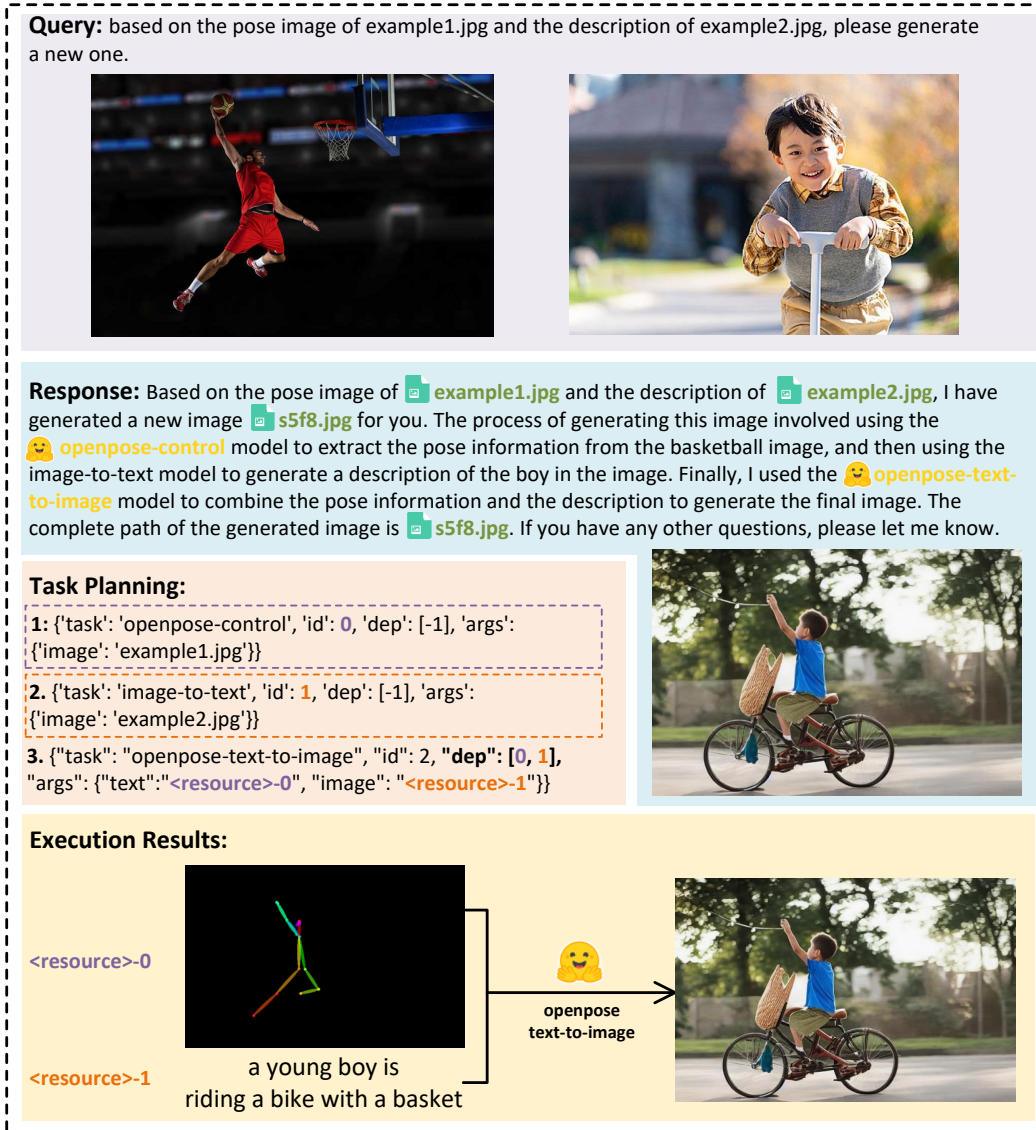 Query: based on the pose image of example1.jpg and the description of example2.jpg, please generate
a new one.
Response: Based on the pose image of example1.jpg and the description of example2.jpg, I have
generated a new image s5f8.jpg for you. The process of generating this image involved using the
openpose-control model to extract the pose information from the basketball image, and then using the
image-to-text model to generate a description of the boy in the image. Finally, I used the openpose-text-
to-image model to combine the pose information and the description to generate the final image. The
complete path of the generated image is s5f8.jpg. If you have any other questions, please let me know.
Task Planning:
1: {'task': 'openpose-control', 'id': 0, 'dep': [-1], 'args':
{'image': 'example1.jpg'}}
2. {'task': 'image-to-text', 'id': 1, 'dep': [-1], 'args':
{'image': 'example2.jpg'}}
3. {"task": "openpose-text-to-image", "id": 2, "dep": [0, 1],
"args": {"text":"<resource>-0", "image": "<resource>-1"}}
Execution Results:
<resource>-0
openpose
text-to-image
<resource>-1
a young boy is
riding a bike with a basket